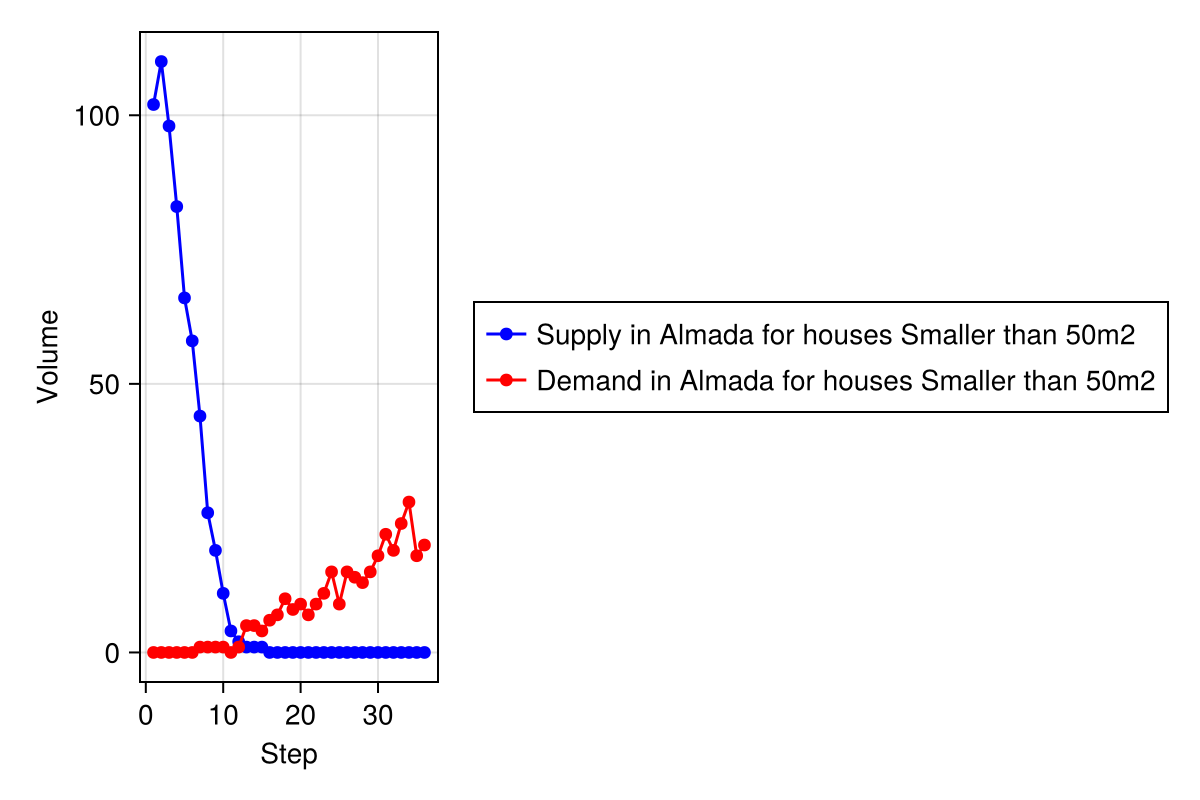 100
50
0
Volume
0 10 20 30
Step
Supply in Almada for houses Smaller than 50m2
Demand in Almada for houses Smaller than 50m2